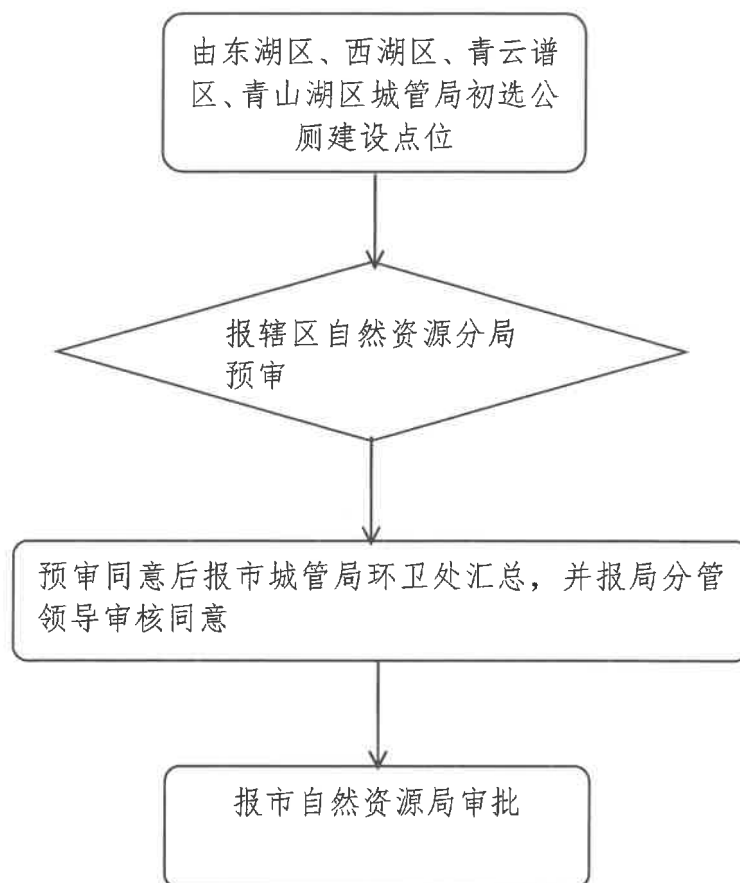 由东湖区、西湖区、青云谱
区、青山湖区城管局初选公
厕建设点位
报辖区自然资源分局
预审
预审同意后报市城管局环卫处汇总，并报局分管
领导审核同意
报市自然资源局审批